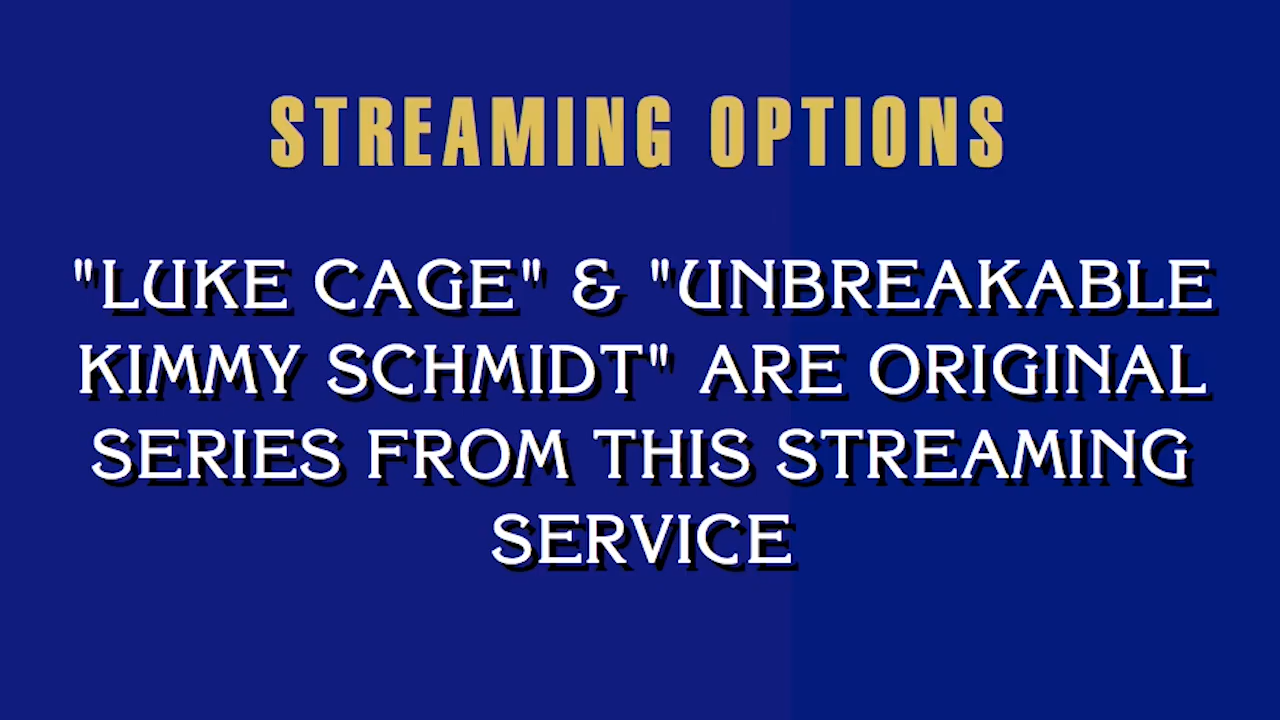 STREAMING OPTIONS
"LUKE CAGE" & "UNBREAKABLE
KIMMY SCHMIDT" ARE ORIGINAL
SERIES FROM THIS STREAMING
SERVICE